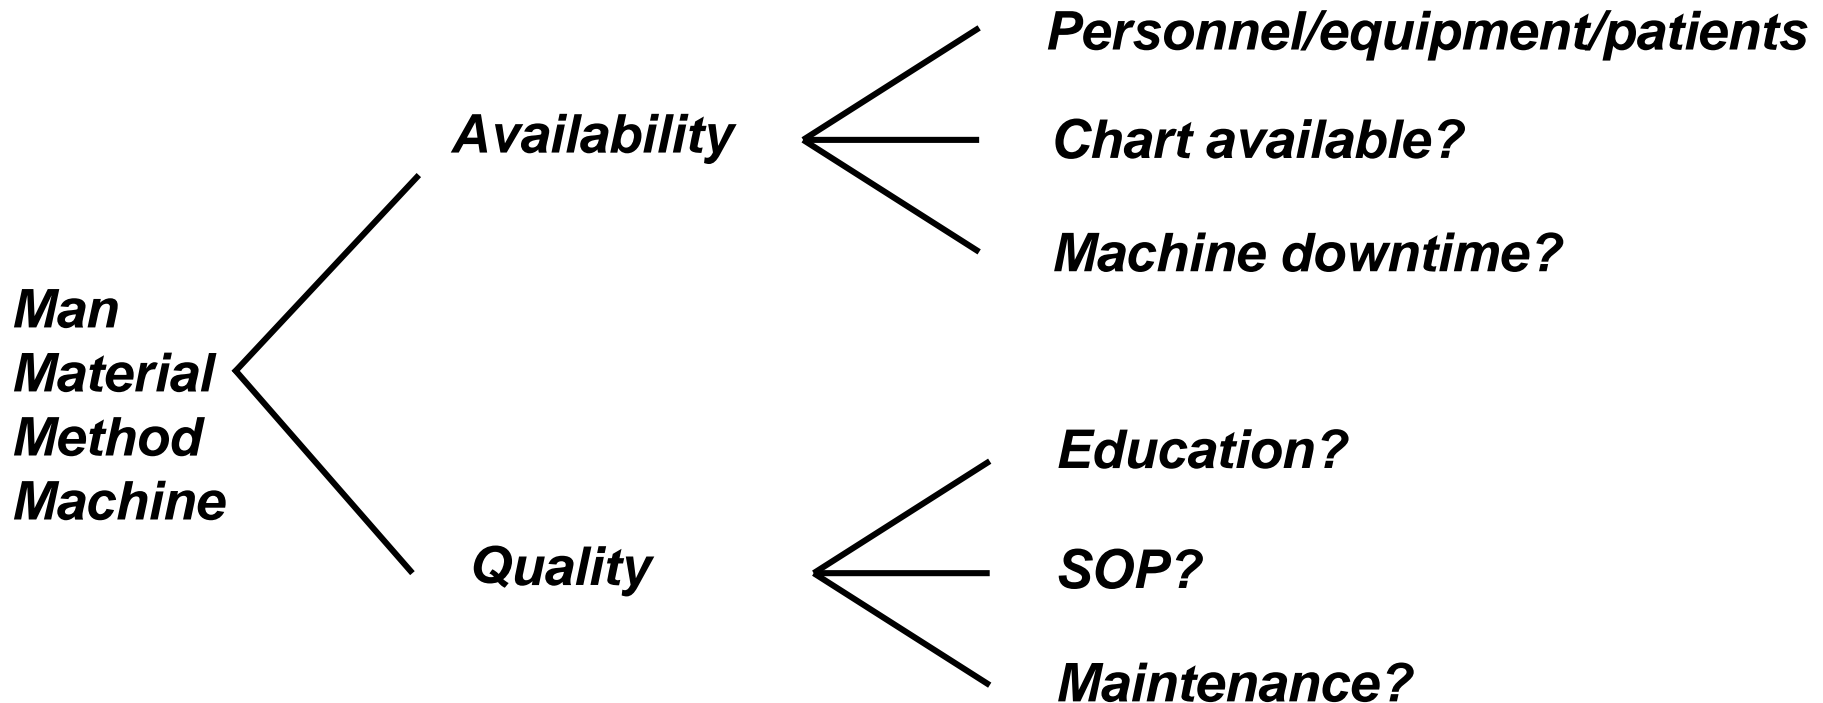 Personnel/equipment/patients
Availability
Chart available?
Machine downtime?
Man
Material
Method
Machine
Education?
Quality
SOP?
Maintenance?